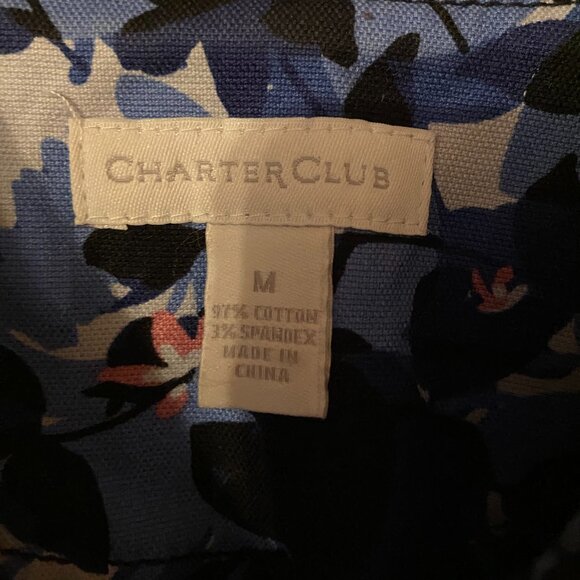 CHARTER CLUB
M
97% COTTON
3% SPANDEX
MADE IN
CHINA